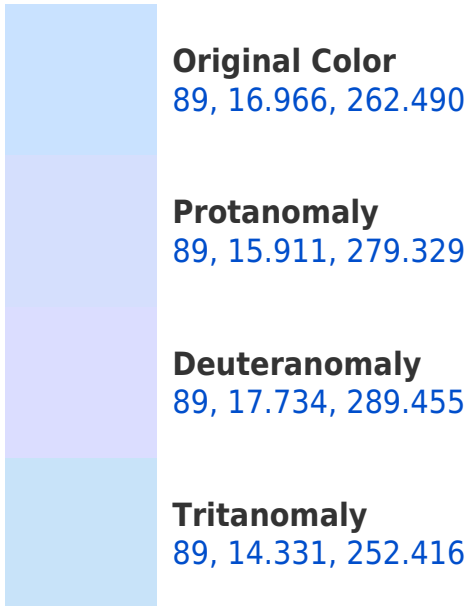 Original Color
89, 16.966, 262.490
Protanomaly
89, 15.911, 279.329
Deuteranomaly
89, 17.734, 289.455
Tritanomaly
89, 14.331, 252.416